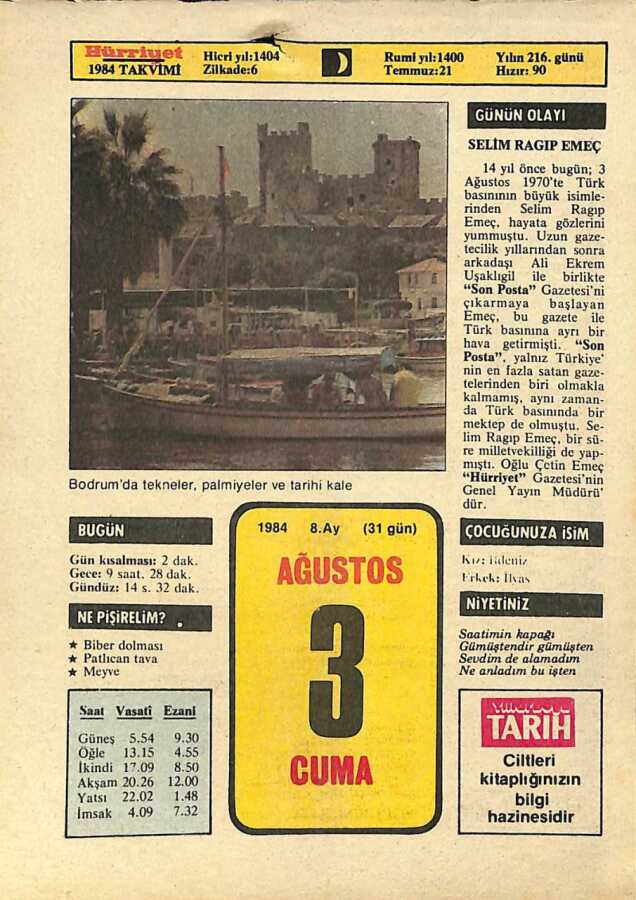 Hürriyet
1984 TAKVİMİ
Hicri yıl:1404
Zilkade:6
Rumi yıl:1400
Temmuz:21
Yılın 216. günü
Hızır: 90
GÜNÜN OLAYI
SELİM RAGIP EMEÇ
14 yıl önce bugün; 3
Ağustos 1970'te Türk
basınının büyük isimle-
rinden Selim Ragıp
Emeç, hayata gözlerini
yummuştu. Uzun gaze-
tecilik yıllarından sonra
arkadaşı Ali Ekrem
Uşaklıgil ile birlikte
"Son Posta" Gazetesi'ni
çıkarmaya başlayan
Emeç, bu gazete ile
Türk basınına ayrı bir
hava getirmişti. "Son
Posta", yalnız Türkiye'
nin en fazla satan gaze-
telerinden biri olmakla
kalmamış, aynı zaman-
da Türk basınında bir
mektep de olmuştu. Se-
lim Ragıp Emeç, bir sü-
re milletvekilliği de yap-
mıştı. Oğlu Çetin Emeç
"Hürriyet" Gazetesi'nin
Genel Yayın Müdürü'
dür.
Bodrum'da tekneler, palmiyeler ve tarihi kale
BUGÜN
Gün kısalması: 2 dak.
Gece: 9 saat. 28 dak.
Gündüz: 14 s. 32 dak.
NE PİŞİRELİM?
★ Biber dolması
★ Patlıcan tava
★ Meyve
Saat Vasatî Ezanî
Güneş 5.54 9.30
Öğle 13.15 4.55
İkindi 17.09 8.50
Akşam 20.26 12.00
Yatsı 22.02 1.48
İmsak 4.09 7.32
1984 8.Ay (31 gün)
AĞUSTOS
3
CUMA
ÇOCUĞUNUZA İSİM
Kız:
Erkek: İlyas
NİYETİNİZ
Saatimin kapağı
Gümüştendir gümüşten
Sevdim de alamadım
Ne anladım bu işten
Yıllarboyu
TARİH
Ciltleri
kitaplığınızın
bilgi
hazinesidir